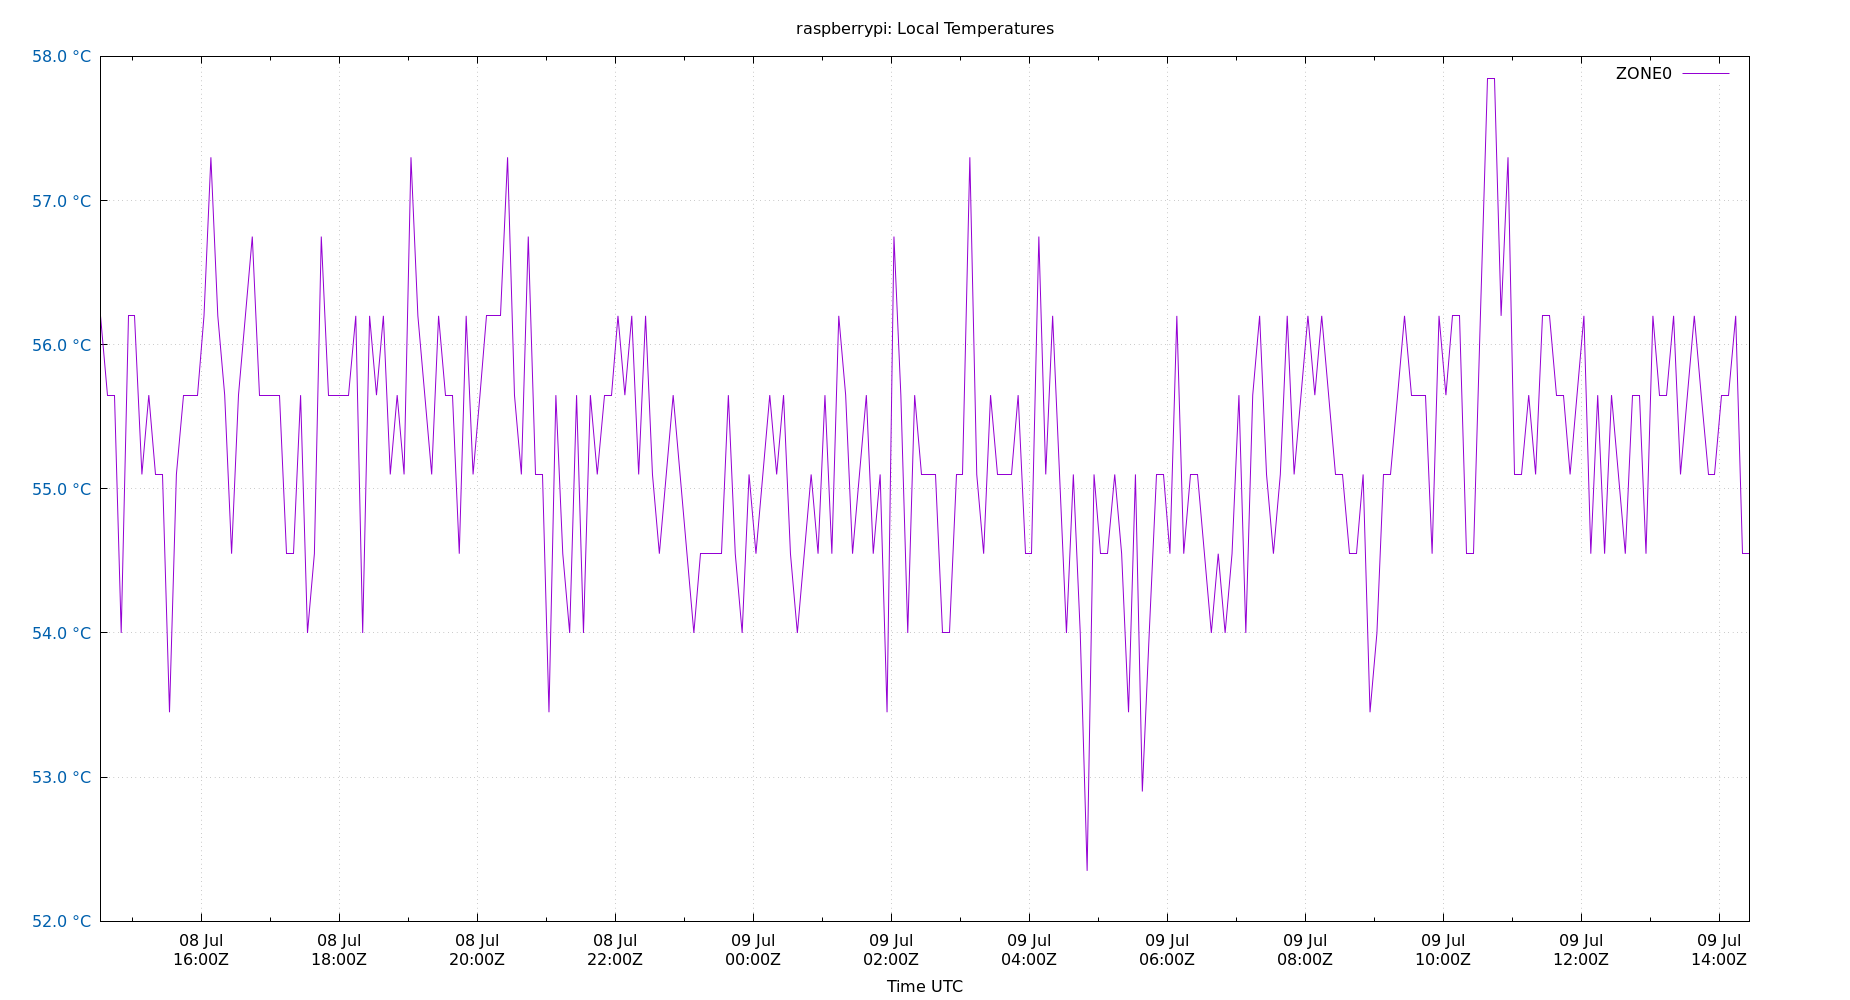 raspberrypi: Local Temperatures
58.0 °C
ZONE0
57.0 °C
56.0 °C
55.0 °C
54.0 °C
53.0 °C
52.0 °C
08 Jul 08 Jul 08 Jul 08 Jul 09 Jul 09 Jul 09 Jul 09 Jul 09 Jul 09 Jul 09 Jul 09 Jul
16:00Z 18:00Z 20:00Z 22:00Z 00:00Z 02:00Z 04:00Z 06:00Z 08:00Z 10:00Z 12:00Z 14:00Z
Time UTC